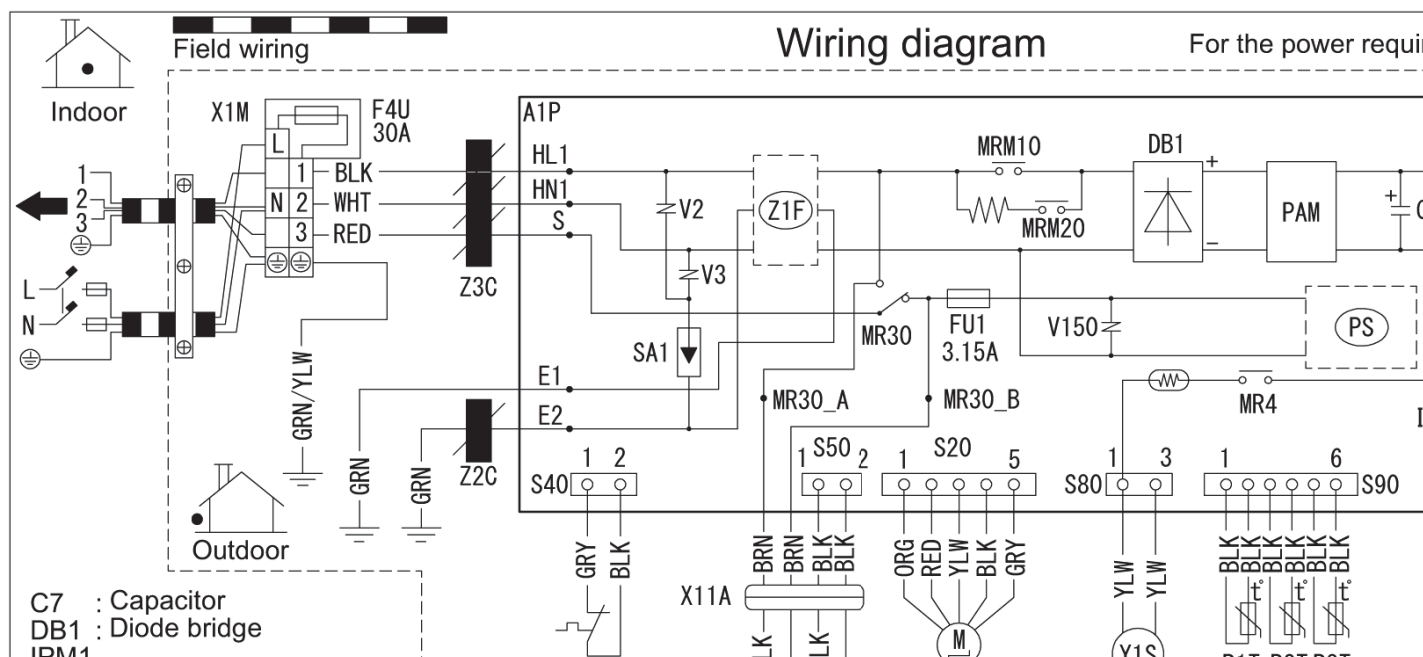 Field wiring
Wiring diagram
For the power requi
Indoor
X1M
F4U
30A
A1P
L
HL1
MRM10
DB1
+
1
BLK
1
HN1
2
N
2
WHT
V2
Z1F
PAM
+
C
3
3
RED
S
MRM20
−
L
Z3C
V3
N
MR30
FU1
3.15A
V150
PS
SA1
GRN/YLW
E1
MR30_A
MR30_B
MR4
E2
Z2C
GRN
GRN
S40
1 2
S50
1 2
S20
1 5
S80
1 3
S90
1 6
Outdoor
GRY
BLK
BRN
BRN
BLK
BLK
ORG
RED
YLW
BLK
GRY
YLW
YLW
BLK
BLK
BLK
BLK
BLK
BLK
X11A
t°
t°
t°
C7 : Capacitor
DB1 : Diode bridge
M
Y1S
BLK